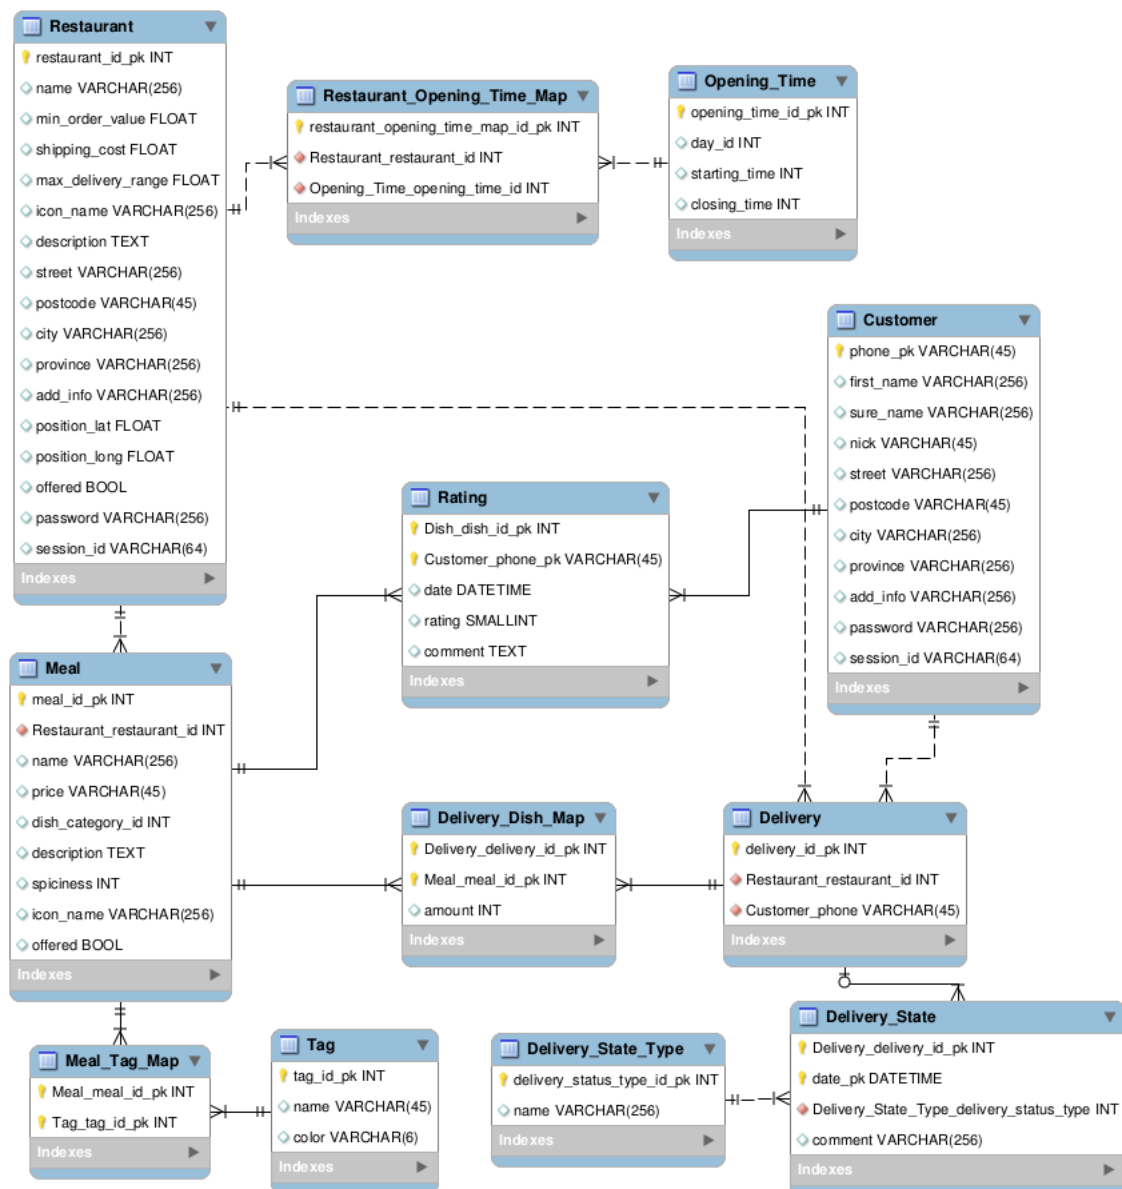 Restaurant
restaurant_id_pk INT
name VARCHAR(256)
min_order_value FLOAT
shipping_cost FLOAT
max_delivery_range FLOAT
icon_name VARCHAR(256)
description TEXT
street VARCHAR(256)
postcode VARCHAR(45)
city VARCHAR(256)
province VARCHAR(256)
add_info VARCHAR(256)
position_lat FLOAT
position_long FLOAT
offered BOOL
password VARCHAR(256)
session_id VARCHAR(64)
Indexes
Restaurant_Opening_Time_Map
restaurant_opening_time_map_id_pk INT
Restaurant_restaurant_id INT
Opening_Time_opening_time_id INT
Indexes
Opening_Time
opening_time_id_pk INT
day_id INT
starting_time INT
closing_time INT
Indexes
Customer
phone_pk VARCHAR(45)
first_name VARCHAR(256)
sure_name VARCHAR(256)
nick VARCHAR(45)
street VARCHAR(256)
postcode VARCHAR(45)
city VARCHAR(256)
province VARCHAR(256)
add_info VARCHAR(256)
password VARCHAR(256)
session_id VARCHAR(64)
Indexes
Rating
Dish_dish_id_pk INT
Customer_phone_pk VARCHAR(45)
date DATETIME
rating SMALLINT
comment TEXT
Indexes
Meal
meal_id_pk INT
Restaurant_restaurant_id INT
name VARCHAR(256)
price VARCHAR(45)
dish_category_id INT
description TEXT
spiciness INT
icon_name VARCHAR(256)
offered BOOL
Indexes
Delivery_Dish_Map
Delivery_delivery_id_pk INT
Meal_meal_id_pk INT
amount INT
Indexes
Delivery
delivery_id_pk INT
Restaurant_restaurant_id INT
Customer_phone VARCHAR(45)
Indexes
Meal_Tag_Map
Meal_meal_id_pk INT
Tag_tag_id_pk INT
Indexes
Tag
tag_id_pk INT
name VARCHAR(45)
color VARCHAR(6)
Indexes
Delivery_State_Type
delivery_status_type_id_pk INT
name VARCHAR(256)
Indexes
Delivery_State
Delivery_delivery_id_pk INT
date_pk DATETIME
Delivery_State_Type_delivery_status_type INT
comment VARCHAR(256)
Indexes